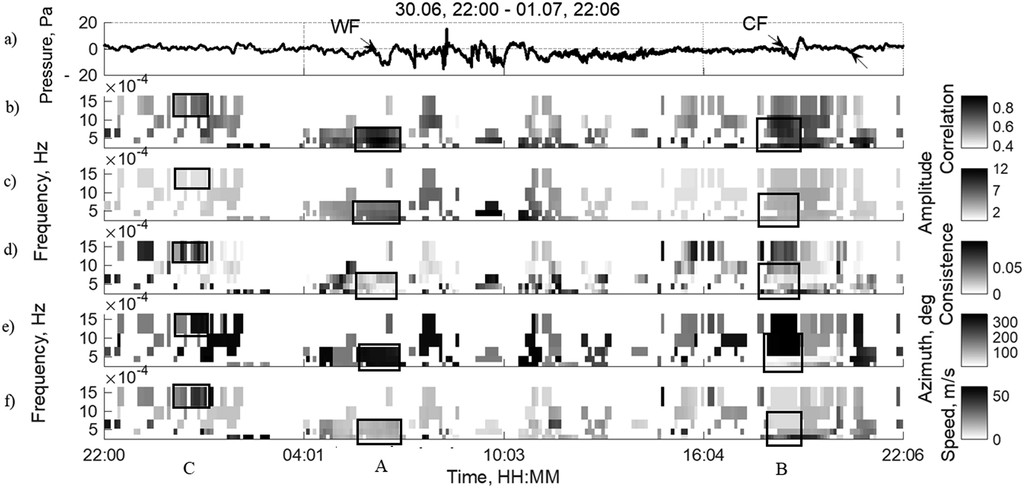 30.06, 22:00 - 01.07, 22:06
a)
Pressure, Pa
20
0
-
20
WF
CF
b)
×10⁻⁴
15
10
5
0.8
0.6
0.4
Correlation
c)
×10⁻⁴
15
10
5
Frequency, Hz
12
7
2
Amplitude
d)
×10⁻⁴
15
10
5
0.05
0
Consistence
e)
×10⁻⁴
15
10
5
Frequency, Hz
300
200
100
Azimuth, deg
f)
×10⁻⁴
15
10
5
50
0
Speed, m/s
22:00
04:01
10:03
16:04
22:06
C
A
B
Time, HH:MM